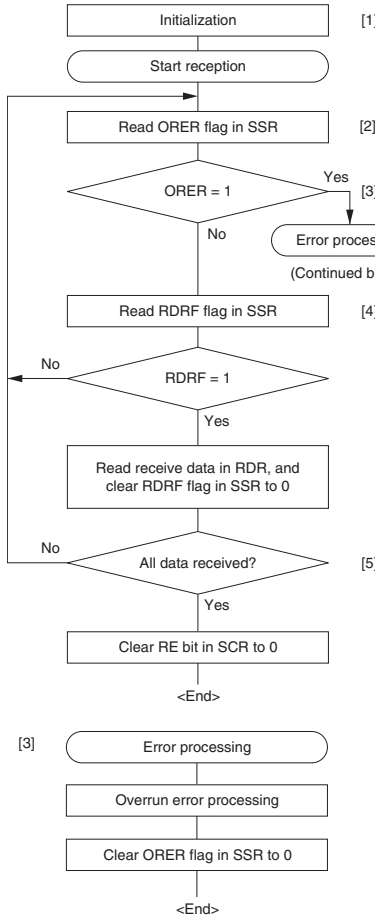 Initialization
[1]
Start reception
Read ORER flag in SSR
[2]
ORER = 1
Yes
[3]
No
Error
(Continued
Read RDRF flag in SSR
[4]
No
RDRF = 1
Yes
Read receive data in RDR, and
clear RDRF flag in SSR to 0
No
All data received?
[5]
Yes
Clear RE bit in SCR to 0
<End>
[3]
Error processing
Overrun error processing
Clear ORER flag in SSR to 0
<End>